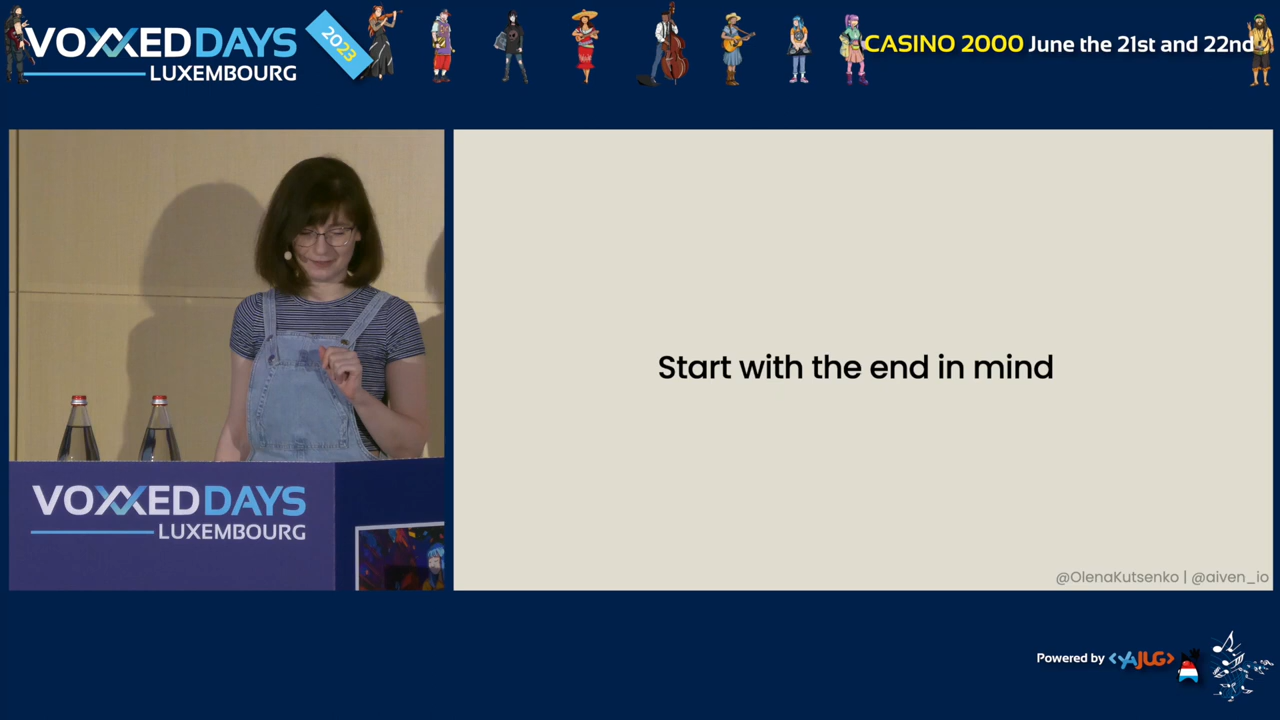 VOXXEDDAYS
LUXEMBOURG
2023
CASINO 2000 June the 21st and 22nd
Start with the end in mind
@OlenaKutsenko | @aiven_io
VOXXEDDAYS
LUXEMBOURG
Powered by <YAJUG>